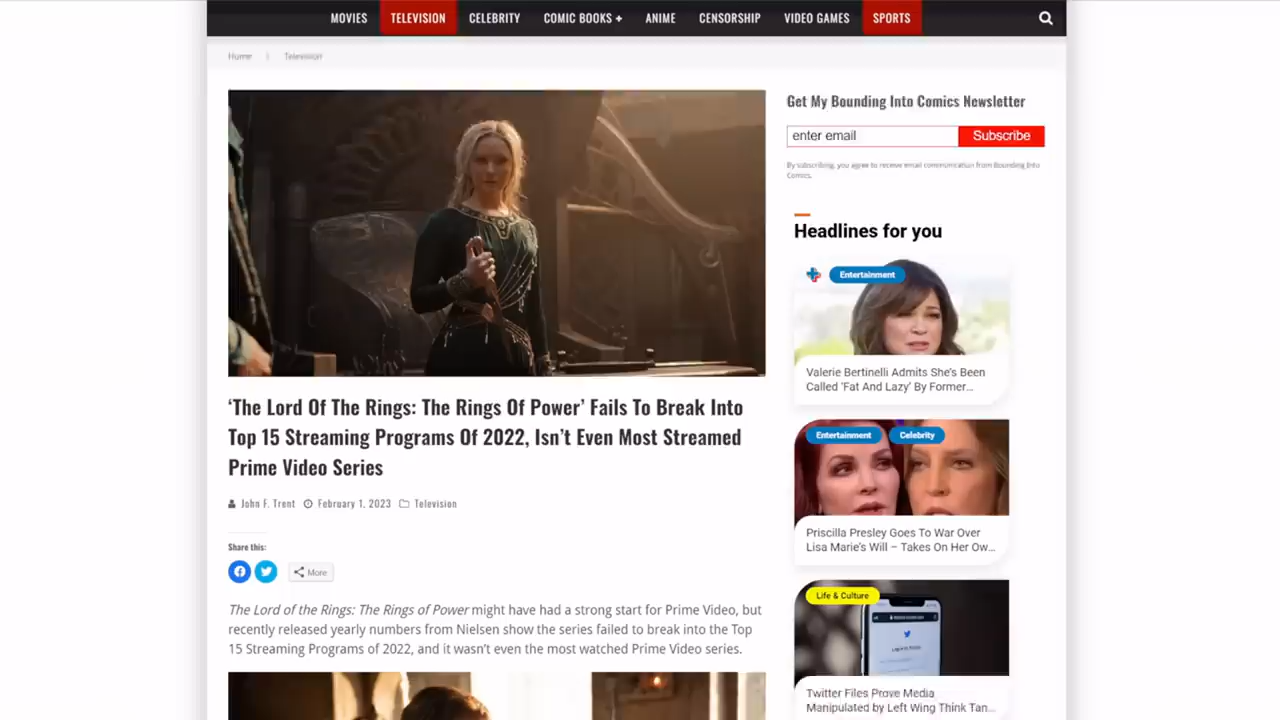 MOVIES TELEVISION CELEBRITY COMIC BOOKS + ANIME CENSORSHIP VIDEO GAMES SPORTS
Home | Television
‘The Lord Of The Rings: The Rings Of Power’ Fails To Break Into
Top 15 Streaming Programs Of 2022, Isn’t Even Most Streamed
Prime Video Series
John F. Trent February 1, 2023 Television
Share this:
More
The Lord of the Rings: The Rings of Power might have had a strong start for Prime Video, but
recently released yearly numbers from Nielsen show the series failed to break into the Top
15 Streaming Programs of 2022, and it wasn’t even the most watched Prime Video series.
Get My Bounding Into Comics Newsletter
enter email Subscribe
By subscribing, you agree to receive email communication from Bounding Into
Comics.
Headlines for you
Entertainment
Valerie Bertinelli Admits She’s Been
Called ‘Fat And Lazy’ By Former...
Entertainment Celebrity
Priscilla Presley Goes To War Over
Lisa Marie’s Will – Takes On Her Ow...
Life & Culture
Twitter Files Prove Media
Manipulated by Left Wing Think Tan...